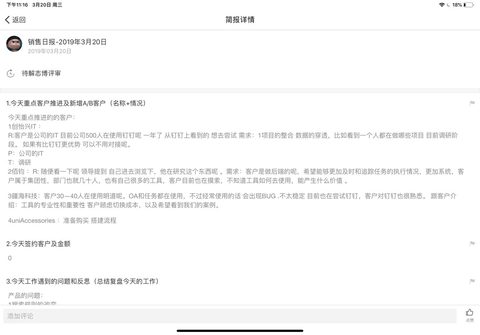 下午11:16 3月20日 周三
18%
返回
简报详情
销售日报-2019年3月20日
2019年03月20日
待解志博评审
1.今天重点客户推进及新增A/B客户（名称+情况）
今天重点推进的的客户：
1创怡兴IT：
R:客户是公司的IT 目前公司500人在使用钉钉呢 一年了 从钉钉上看到的 想去尝试 需求：1项目的整合 数据的穿透，比如看到一个人都在做哪些项目 目前调研阶
段。 如果有比钉钉更优势 可以不用对接呢。
P：公司的IT
T：调研
2佰钧 ：R: 随便看一下呢 领导提到 自己进去浏览下，他在研究这个东西呢 。需求：客户是做后端的呢，希望能够更加及时和追踪任务的执行情况，更加系统，客
户属于集团性，部门也就几十人，也有自己很多的工具，客户目前也在摸索，不知道工具如何去使用，能产生什么价值 。
3建海科技：客户30—40人在使用明道呢。OA和任务都在使用，不过经常使用的话 会出现BUG .不太稳定 目前也在尝试钉钉，客户对钉钉也很熟悉。 跟客户介
绍：工具的专业性和重要性 客户顾虑切换成本，以及希望看到我们的案例。
4uniAccessories ：准备购买 搭建流程
2.今天签约客户及金额
0
3.今天工作遇到的问题和反思（总结复盘今天的工作）
产品的问题：
添加评论
点赞